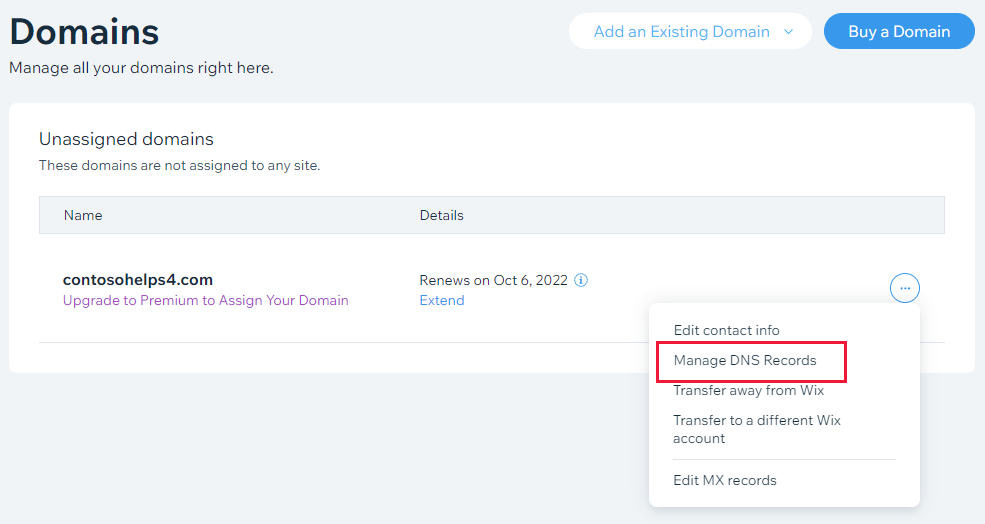 Domains
Add an Existing Domain
Buy a Domain
Manage all your domains right here.
Unassigned domains
These domains are not assigned to any site.
Name
Details
contosohelps4.com
Renews on Oct 6, 2022
Upgrade to Premium to Assign Your Domain
Extend
Edit contact info
Manage DNS Records
Transfer away from Wix
Transfer to a different Wix
account
Edit MX records